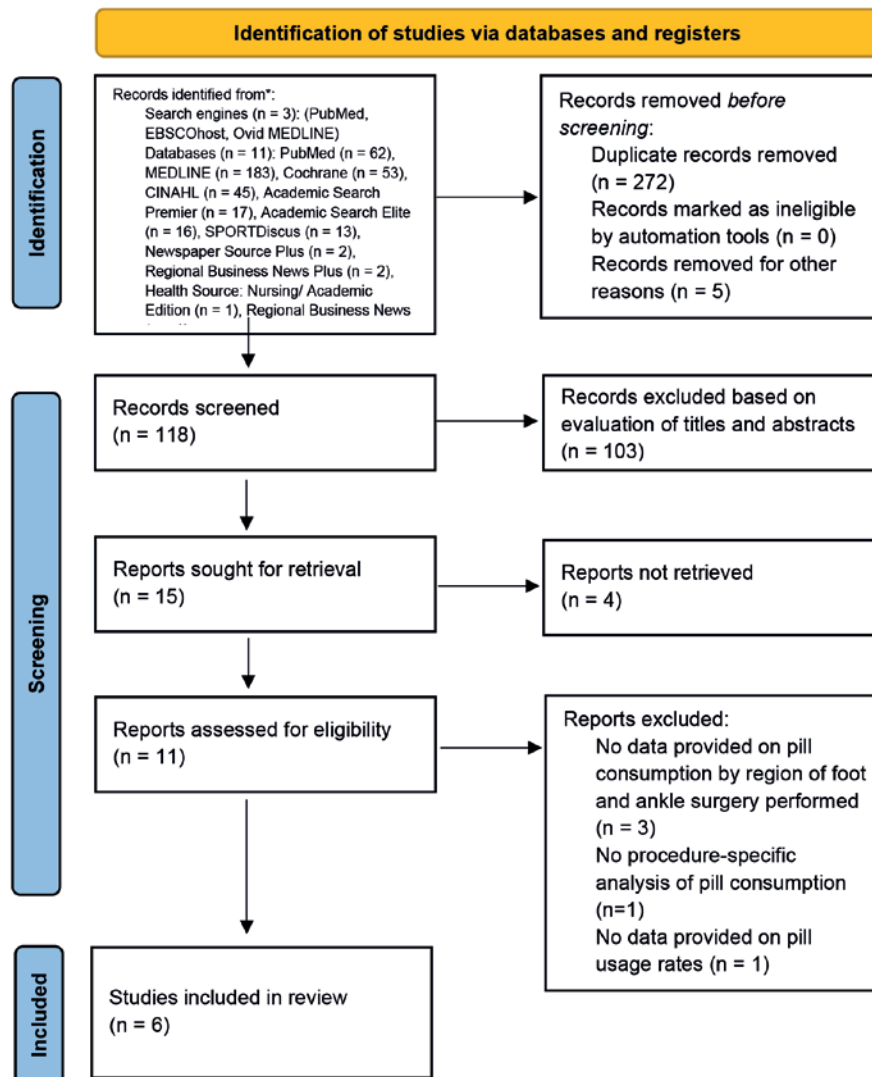 Identification of studies via databases and registers
Identification
Records identified from*:
Search engines (n = 3): (PubMed,
EBSCOhost, Ovid MEDLINE)
Databases (n = 11): PubMed (n = 62),
MEDLINE (n = 183), Cochrane (n = 53),
CINAHL (n = 45), Academic Search
Premier (n = 17), Academic Search Elite
(n = 16), SPORTDiscus (n = 13),
Newspaper Source Plus (n = 2),
Regional Business News Plus (n = 2),
Health Source: Nursing/ Academic
Edition (n = 1), Regional Business News
Records removed before
screening:
Duplicate records removed
(n = 272)
Records marked as ineligible
by automation tools (n = 0)
Records removed for other
reasons (n = 5)
Screening
Records screened
(n = 118)
Records excluded based on
evaluation of titles and abstracts
(n = 103)
Reports sought for retrieval
(n = 15)
Reports not retrieved
(n = 4)
Reports assessed for eligibility
(n = 11)
Reports excluded:
No data provided on pill
consumption by region of foot
and ankle surgery performed
(n = 3)
No procedure-specific
analysis of pill consumption
(n=1)
No data provided on pill
usage rates (n = 1)
Included
Studies included in review
(n = 6)